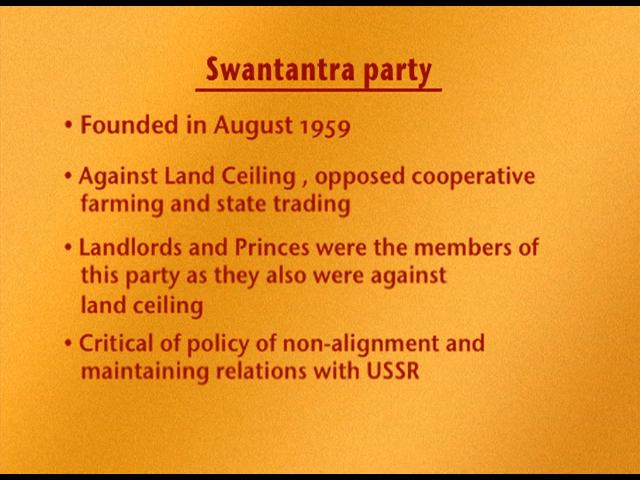 Swantantra party
• Founded in August 1959
• Against Land Ceiling , opposed cooperative
farming and state trading
• Landlords and Princes were the members of
this party as they also were against
land ceiling
• Critical of policy of non-alignment and
maintaining relations with USSR